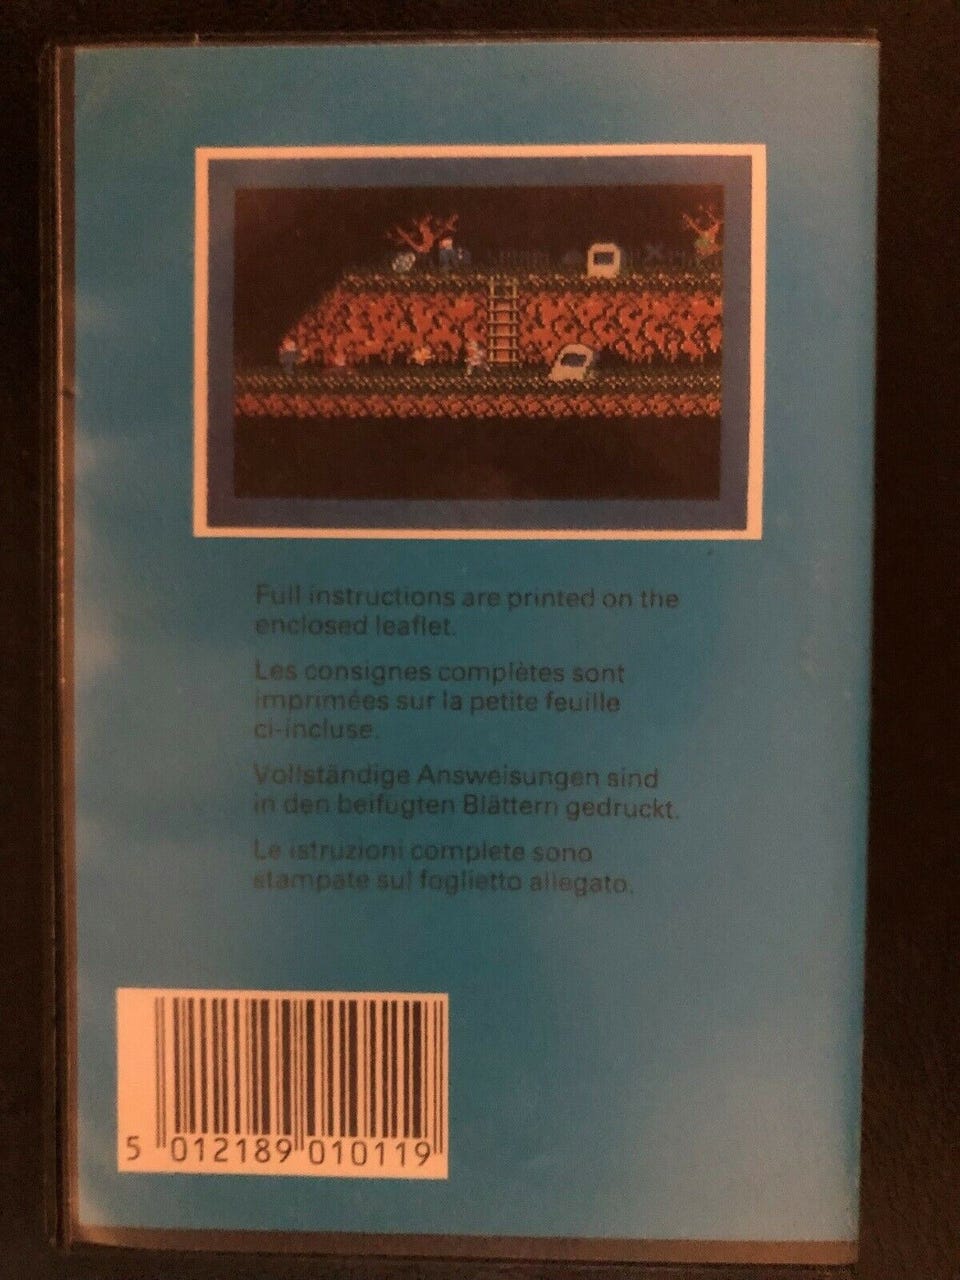 Full instructions are printed on the
enclosed leaflet.
Les consignes complètes sont
imprimées sur la petite feuille
ci-incluse.
Vollständige Answeisungen sind
in den beifügten Blättern gedruckt.
Le istruzioni complete sono
stampate sul foglietto allegato.
5 012189 010119